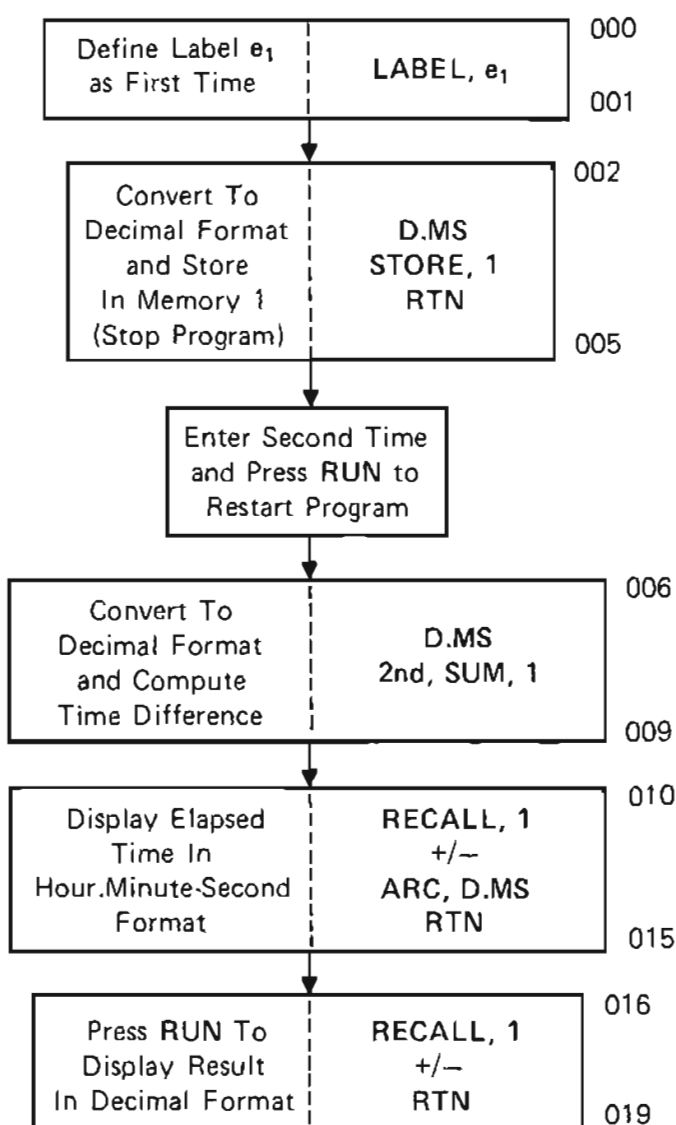 000
Define Label e₁
as First Time
LABEL, e₁
001
002
Convert To
Decimal Format
and Store
In Memory 1
(Stop Program)
D.MS
STORE, 1
RTN
005
Enter Second Time
and Press RUN to
Restart Program
006
Convert To
Decimal Format
and Compute
Time Difference
D.MS
2nd, SUM, 1
009
010
Display Elapsed
Time In
Hour.Minute-Second
Format
RECALL, 1
+/−
ARC, D.MS
RTN
015
016
Press RUN To
Display Result
In Decimal Format
RECALL, 1
+/−
RTN
019